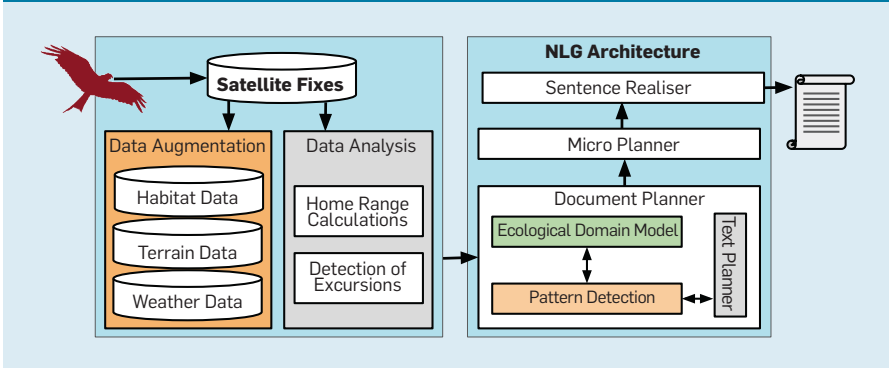 Satellite Fixes
Data Augmentation
Habitat Data
Terrain Data
Weather Data
Data Analysis
Home Range
Calculations
Detection of
Excursions
NLG Architecture
Sentence Realiser
Micro Planner
Document Planner
Ecological Domain Model
Pattern Detection
Text Planner